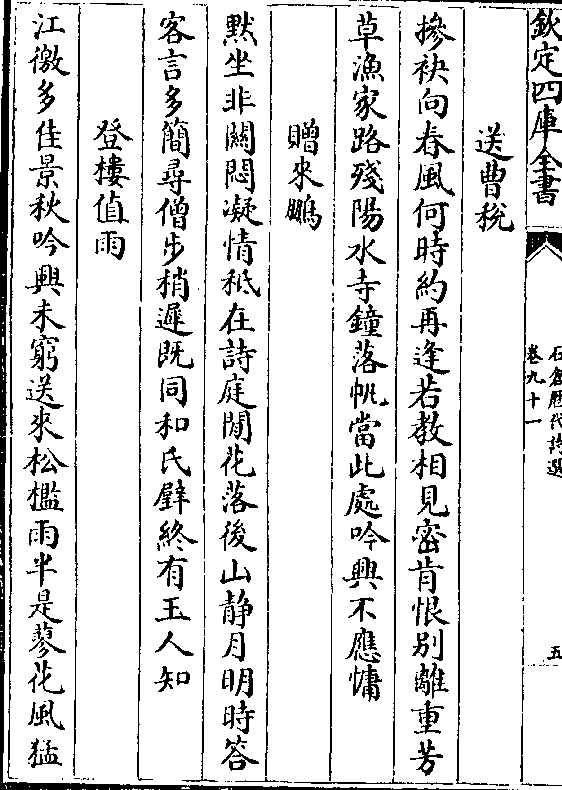 欽定四庫全書
石倉歷代詩選
卷九十一
五
送曹稅
摻袂向春風何時約再逢若教相見密肯恨別離重芳
草漁家路殘陽水寺鐘落帆當此處吟興不應慵
贈來鵬
默坐非關悶凝情秪在詩庭閒花落後山静月明時答
客言多簡尋僧步稍遲既同和氏璧終有玉人知
登樓值雨
江徼多佳景秋吟興未窮送來松檻雨半是蓼花風猛